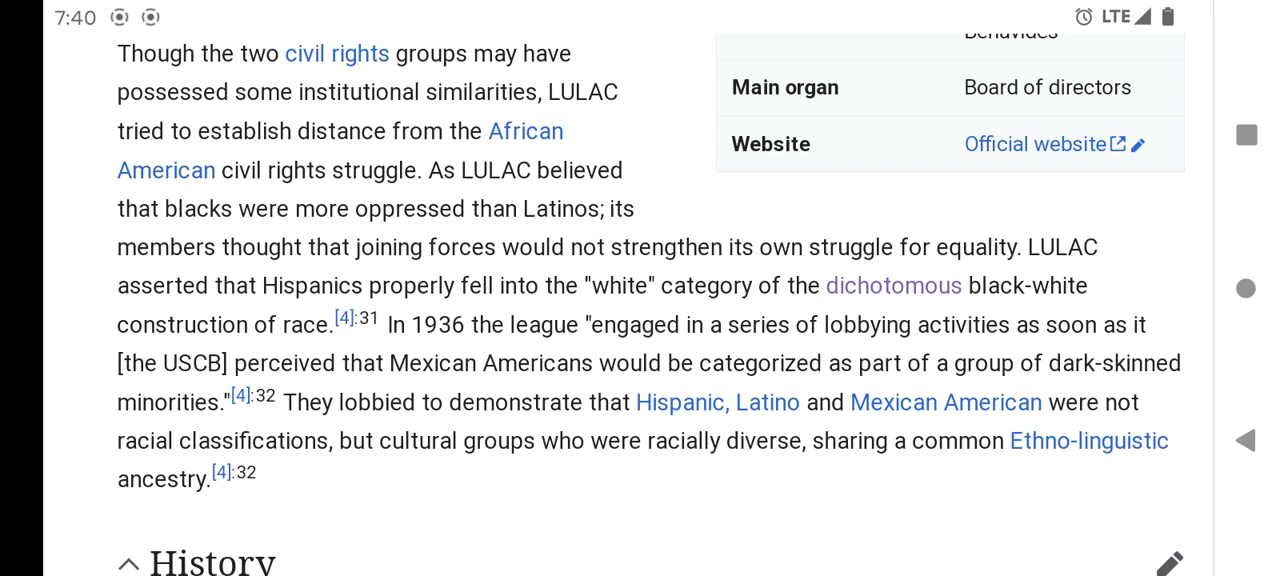 7:40
LTE
Though the two civil rights groups may have
possessed some institutional similarities, LULAC
tried to establish distance from the African
American civil rights struggle. As LULAC believed
that blacks were more oppressed than Latinos; its
members thought that joining forces would not strengthen its own struggle for equality. LULAC
asserted that Hispanics properly fell into the "white" category of the dichotomous black-white
construction of race.[4]:31 In 1936 the league "engaged in a series of lobbying activities as soon as it
[the USCB] perceived that Mexican Americans would be categorized as part of a group of dark-skinned
minorities."[4]:32 They lobbied to demonstrate that Hispanic, Latino and Mexican American were not
racial classifications, but cultural groups who were racially diverse, sharing a common Ethno-linguistic
ancestry.[4]:32
Benavides
Main organ Board of directors
Website Official website
History